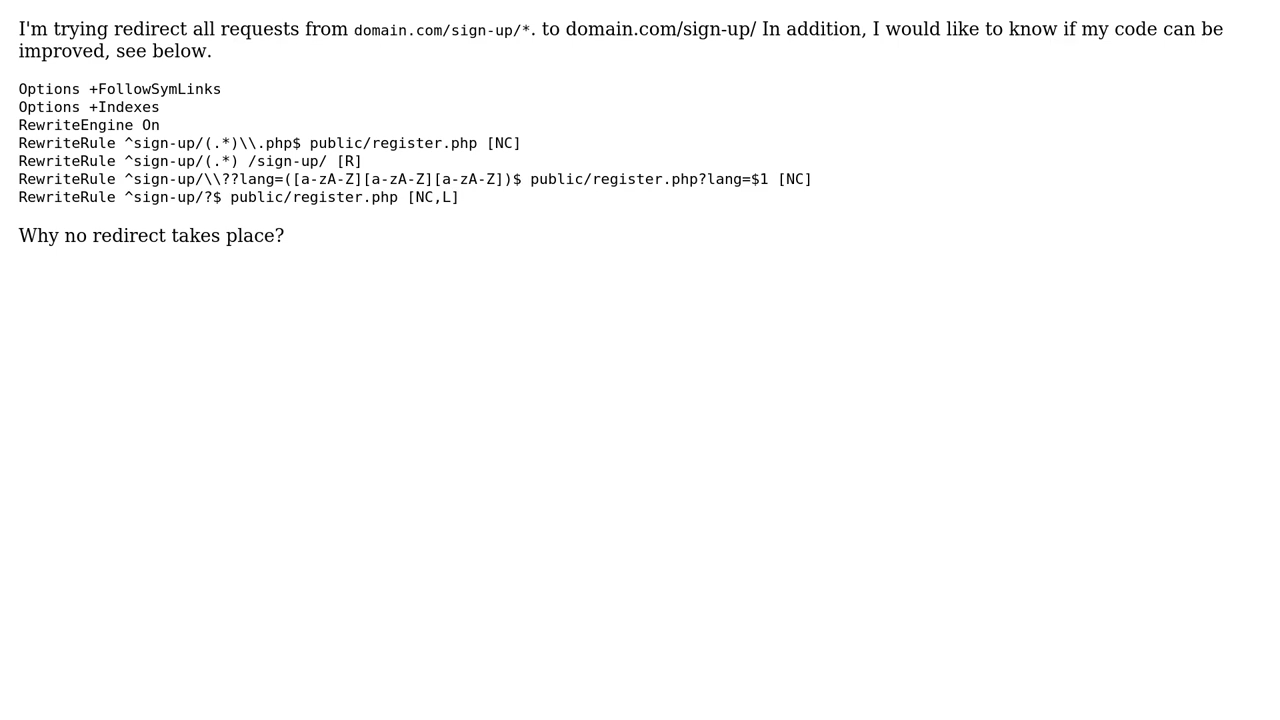 I'm trying redirect all requests from domain.com/sign-up/*. to domain.com/sign-up/ In addition, I would like to know if my code can be
improved, see below.
Options +FollowSymLinks
Options +Indexes
RewriteEngine On
RewriteRule ^sign-up/(.*)\\.php$ public/register.php [NC]
RewriteRule ^sign-up/(.*) /sign-up/ [R]
RewriteRule ^sign-up/\\??lang=([a-zA-Z][a-zA-Z][a-zA-Z])$ public/register.php?lang=$1 [NC]
RewriteRule ^sign-up/?$ public/register.php [NC,L]
Why no redirect takes place?